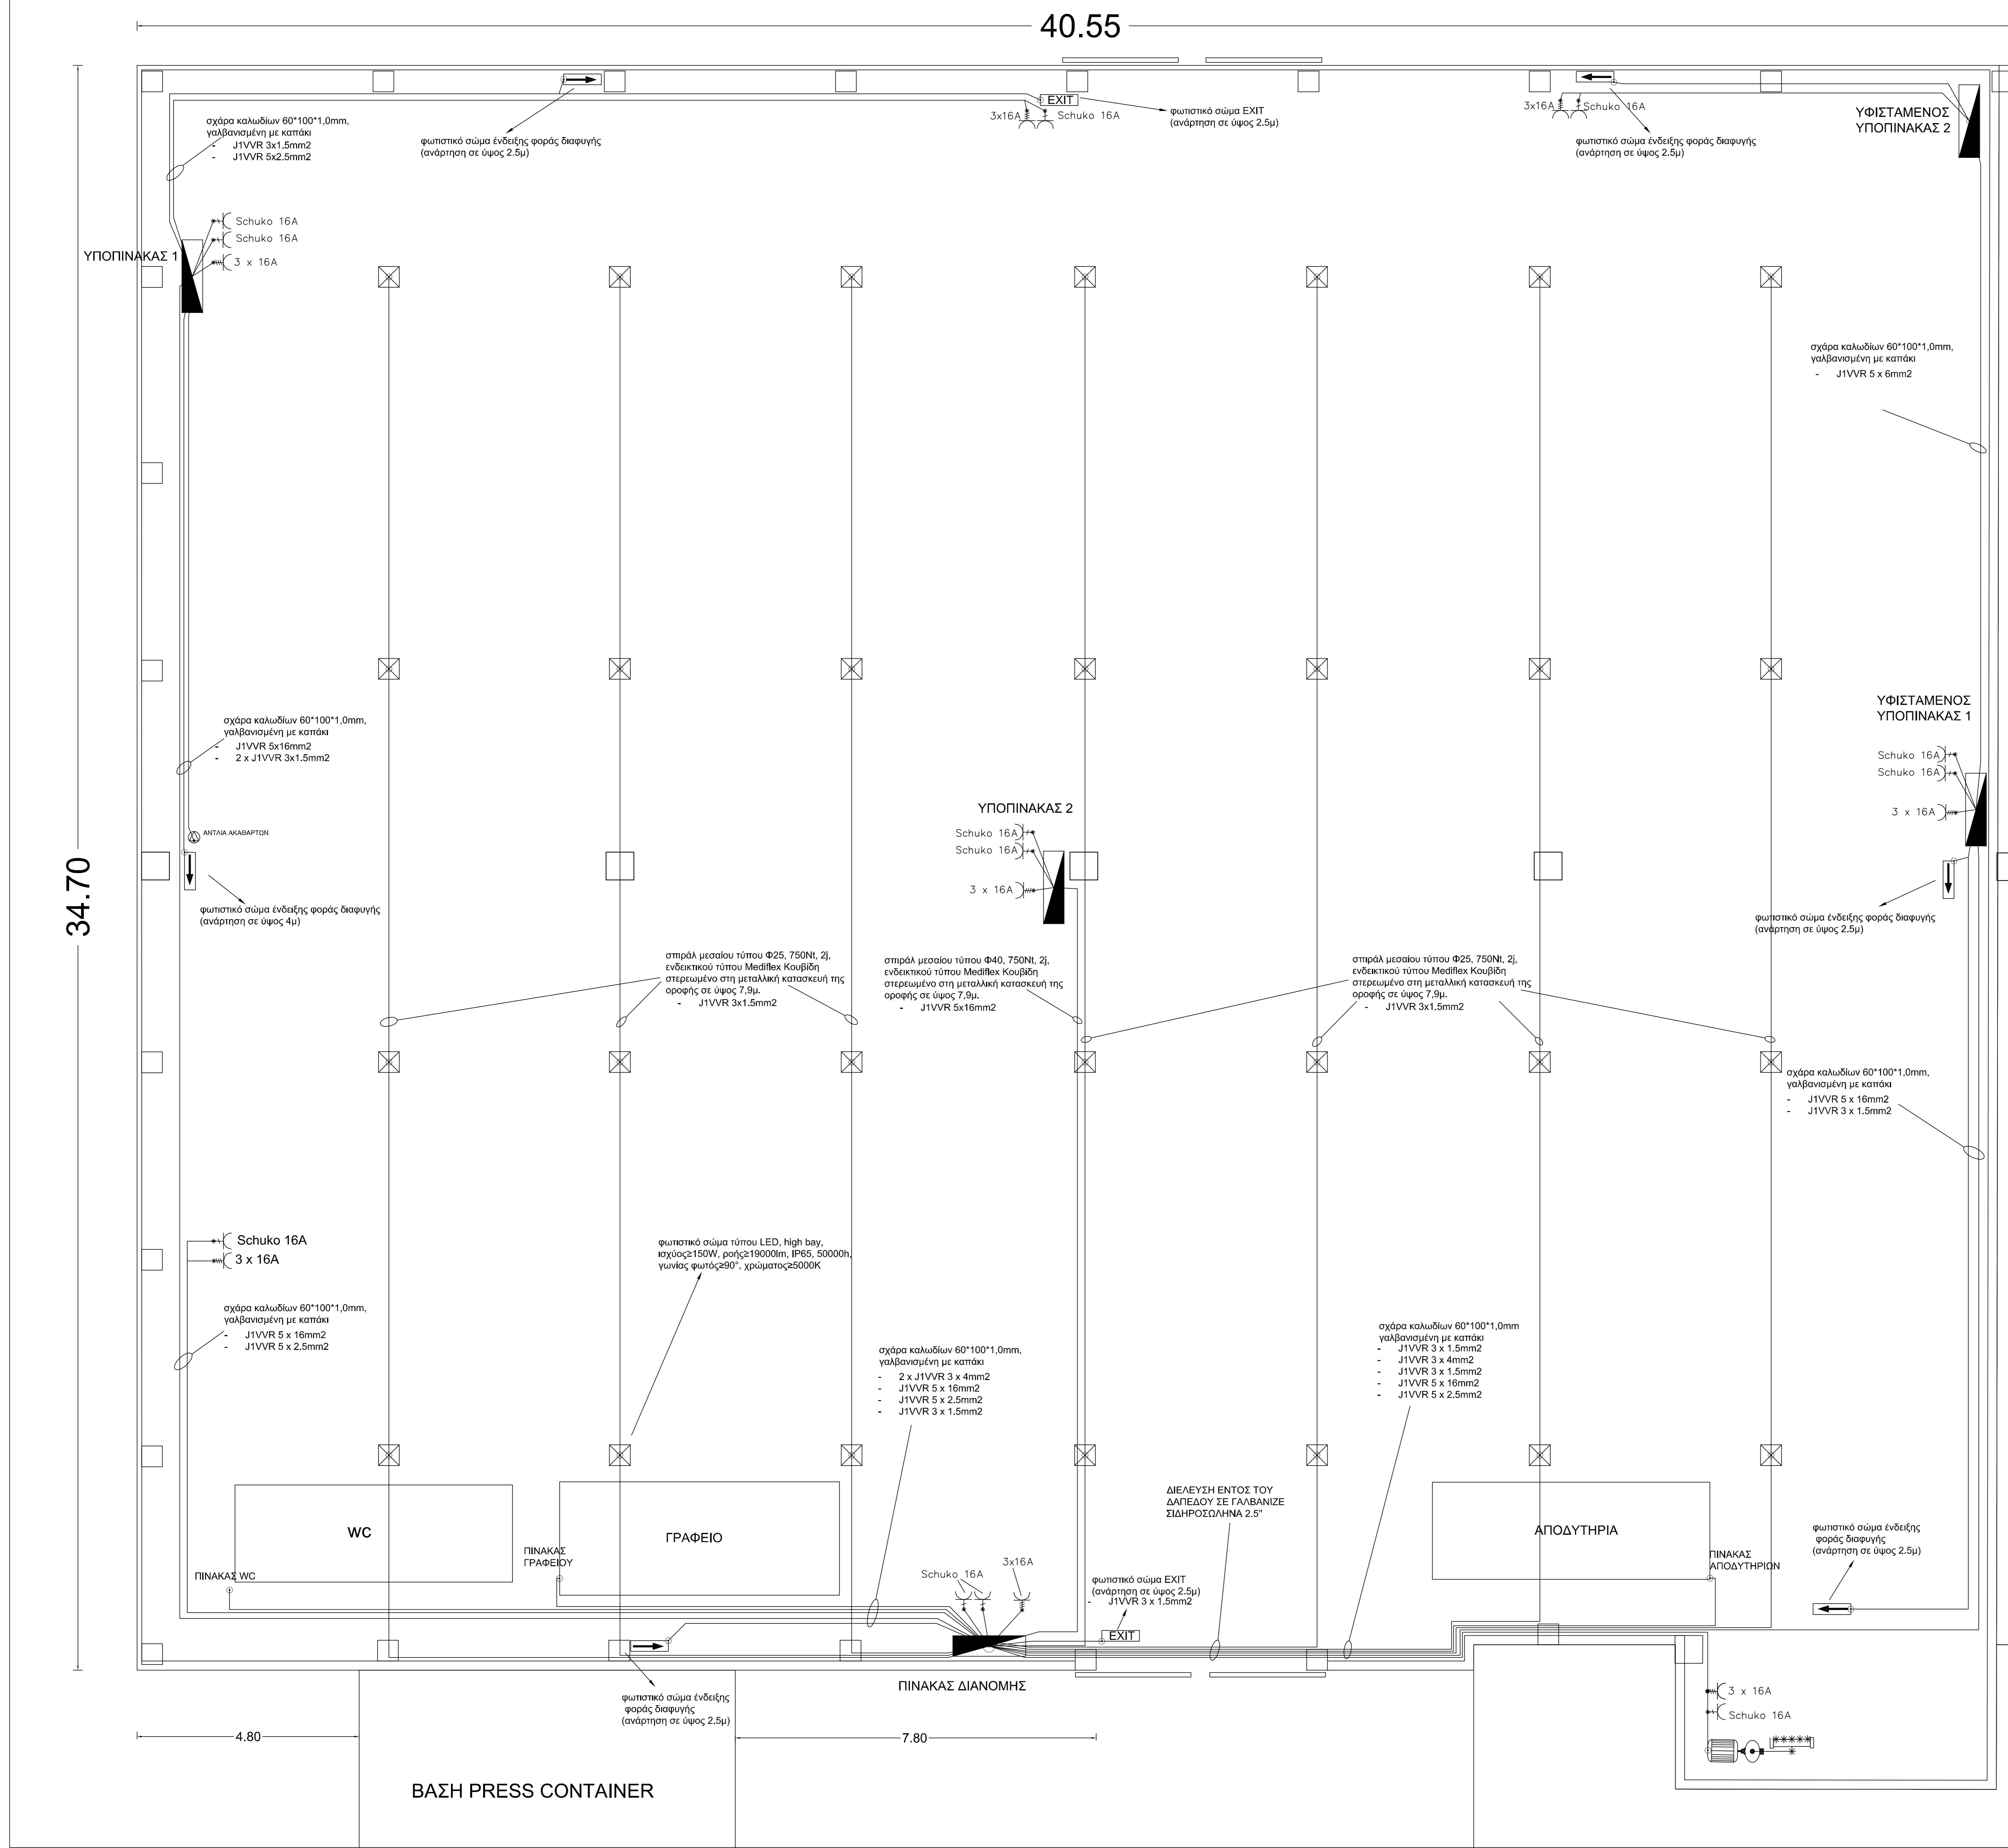 40.55
34.70
EXIT
3x16A
Schuko 16A
φωτιστικό σώμα EXIT
(ανάρτηση σε ύψος 2.5μ)
3x16A
Schuko 16A
ΥΦΙΣΤΑΜΕΝΟΣ
ΥΠΟΠΙΝΑΚΑΣ 2
σχάρα καλωδίων 60*100*1,0mm,
γαλβανισμένη με καπάκι
- J1VVR 3x1.5mm2
- J1VVR 5x2.5mm2
φωτιστικό σώμα ένδειξης φοράς διαφυγής
(ανάρτηση σε ύψος 2.5μ)
φωτιστικό σώμα ένδειξης φοράς διαφυγής
(ανάρτηση σε ύψος 2.5μ)
Schuko 16A
Schuko 16A
3 x 16A
ΥΠΟΠΙΝΑΚΑΣ 1
σχάρα καλωδίων 60*100*1,0mm,
γαλβανισμένη με καπάκι
- J1VVR 5 x 6mm2
ΥΦΙΣΤΑΜΕΝΟΣ
ΥΠΟΠΙΝΑΚΑΣ 1
Schuko 16A
Schuko 16A
3 x 16A
σχάρα καλωδίων 60*100*1,0mm,
γαλβανισμένη με καπάκι
- J1VVR 5x16mm2
- 2 x J1VVR 3x1.5mm2
ΑΝΤΛΙΑ ΑΚΑΘΑΡΤΩΝ
ΥΠΟΠΙΝΑΚΑΣ 2
Schuko 16A
Schuko 16A
3 x 16A
φωτιστικό σώμα ένδειξης φοράς διαφυγής
(ανάρτηση σε ύψος 4μ)
φωτιστικό σώμα ένδειξης φοράς διαφυγής
(ανάρτηση σε ύψος 2.5μ)
σπιράλ μεσαίου τύπου Φ25, 750Nt, 2j,
ενδεικτικού τύπου Mediflex Κουβίδη
στερεωμένο στη μεταλλική κατασκευή της
οροφής σε ύψος 7,9μ.
- J1VVR 3x1.5mm2
σπιράλ μεσαίου τύπου Φ40, 750Nt, 2j,
ενδεικτικού τύπου Mediflex Κουβίδη
στερεωμένο στη μεταλλική κατασκευή της
οροφής σε ύψος 7,9μ.
- J1VVR 5x16mm2
σπιράλ μεσαίου τύπου Φ25, 750Nt, 2j,
ενδεικτικού τύπου Mediflex Κουβίδη
στερεωμένο στη μεταλλική κατασκευή της
οροφής σε ύψος 7,9μ.
- J1VVR 3x1.5mm2
σχάρα καλωδίων 60*100*1,0mm,
γαλβανισμένη με καπάκι
- J1VVR 5 x 16mm2
- J1VVR 3 x 1.5mm2
Schuko 16A
3 x 16A
φωτιστικό σώμα τύπου LED, high bay,
ισχύος≥150W, ροής≥19000lm, IP65, 50000h,
γωνίας φωτός≥90°, χρώματος≥5000K
σχάρα καλωδίων 60*100*1,0mm,
γαλβανισμένη με καπάκι
- J1VVR 5 x 16mm2
- J1VVR 5 x 2.5mm2
σχάρα καλωδίων 60*100*1,0mm,
γαλβανισμένη με καπάκι
- 2 x J1VVR 3 x 4mm2
- J1VVR 5 x 16mm2
- J1VVR 5 x 2.5mm2
- J1VVR 3 x 1.5mm2
σχάρα καλωδίων 60*100*1,0mm
γαλβανισμένη με καπάκι
- J1VVR 3 x 1.5mm2
- J1VVR 3 x 4mm2
- J1VVR 3 x 1.5mm2
- J1VVR 5 x 16mm2
- J1VVR 5 x 2.5mm2
ΔΙΕΛΕΥΣΗ ΕΝΤΟΣ ΤΟΥ
ΔΑΠΕΔΟΥ ΣΕ ΓΑΛΒΑΝΙΖΕ
ΣΙΔΗΡΟΣΩΛΗΝΑ 2.5"
WC
ΓΡΑΦΕΙΟ
ΑΠΟΔΥΤΗΡΙΑ
ΠΙΝΑΚΑΣ WC
ΠΙΝΑΚΑΣ
ΓΡΑΦΕΙΟΥ
ΠΙΝΑΚΑΣ
ΑΠΟΔΥΤΗΡΙΩΝ
φωτιστικό σώμα ένδειξης
φοράς διαφυγής
(ανάρτηση σε ύψος 2.5μ)
Schuko 16A
3x16A
φωτιστικό σώμα EXIT
(ανάρτηση σε ύψος 2.5μ)
- J1VVR 3 x 1.5mm2
EXIT
ΠΙΝΑΚΑΣ ΔΙΑΝΟΜΗΣ
φωτιστικό σώμα ένδειξης
φοράς διαφυγής
(ανάρτηση σε ύψος 2.5μ)
3 x 16A
Schuko 16A
4.80
7.80
ΒΑΣΗ PRESS CONTAINER